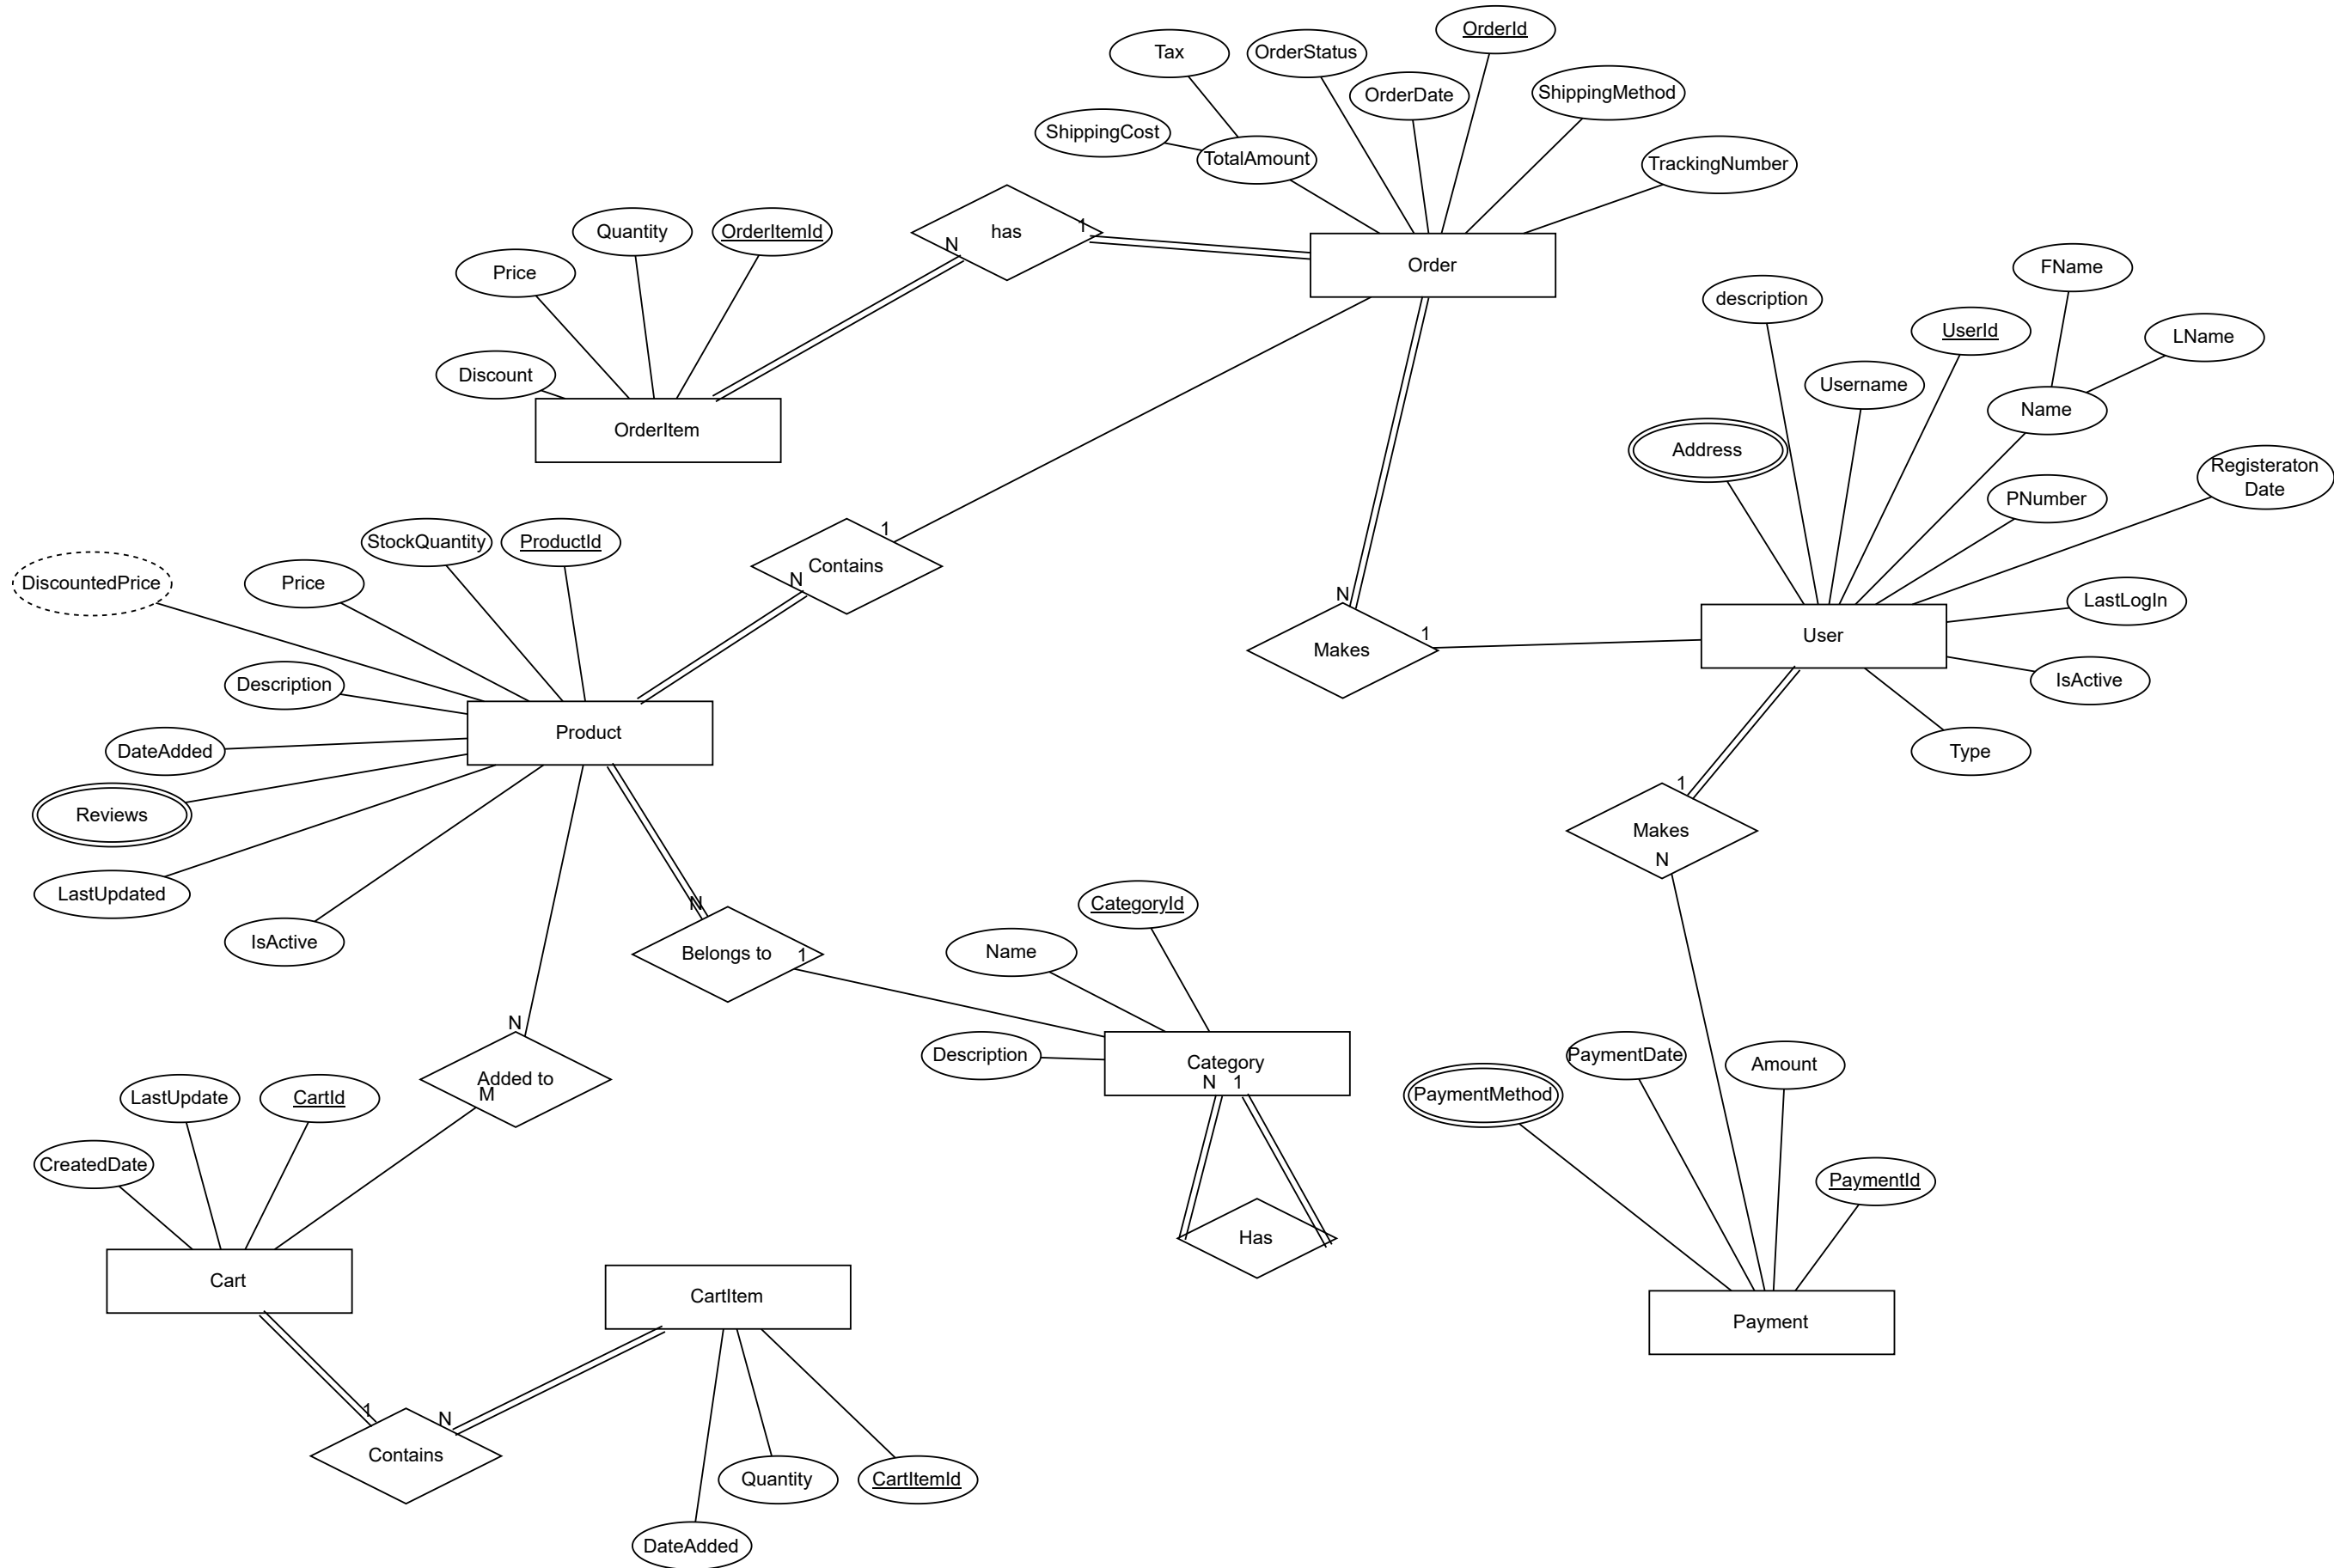 OrderId
Tax
OrderStatus
OrderDate
ShippingMethod
ShippingCost
TotalAmount
TrackingNumber
Quantity
OrderItemId
has
1
N
Price
Order
FName
description
UserId
LName
Discount
Username
Name
OrderItem
Address
Registeraton
Date
PNumber
StockQuantity
ProductId
1
Contains
N
DiscountedPrice
Price
N
LastLogIn
1
User
Makes
Description
IsActive
Product
DateAdded
Type
1
Reviews
Makes
N
LastUpdated
N
CategoryId
IsActive
Belongs to
1
Name
N
PaymentDate
Description
Category
N
1
Amount
Added to
M
PaymentMethod
LastUpdate
CartId
CreatedDate
PaymentId
Has
Cart
CartItem
Payment
1
N
Contains
Quantity
CartItemId
DateAdded